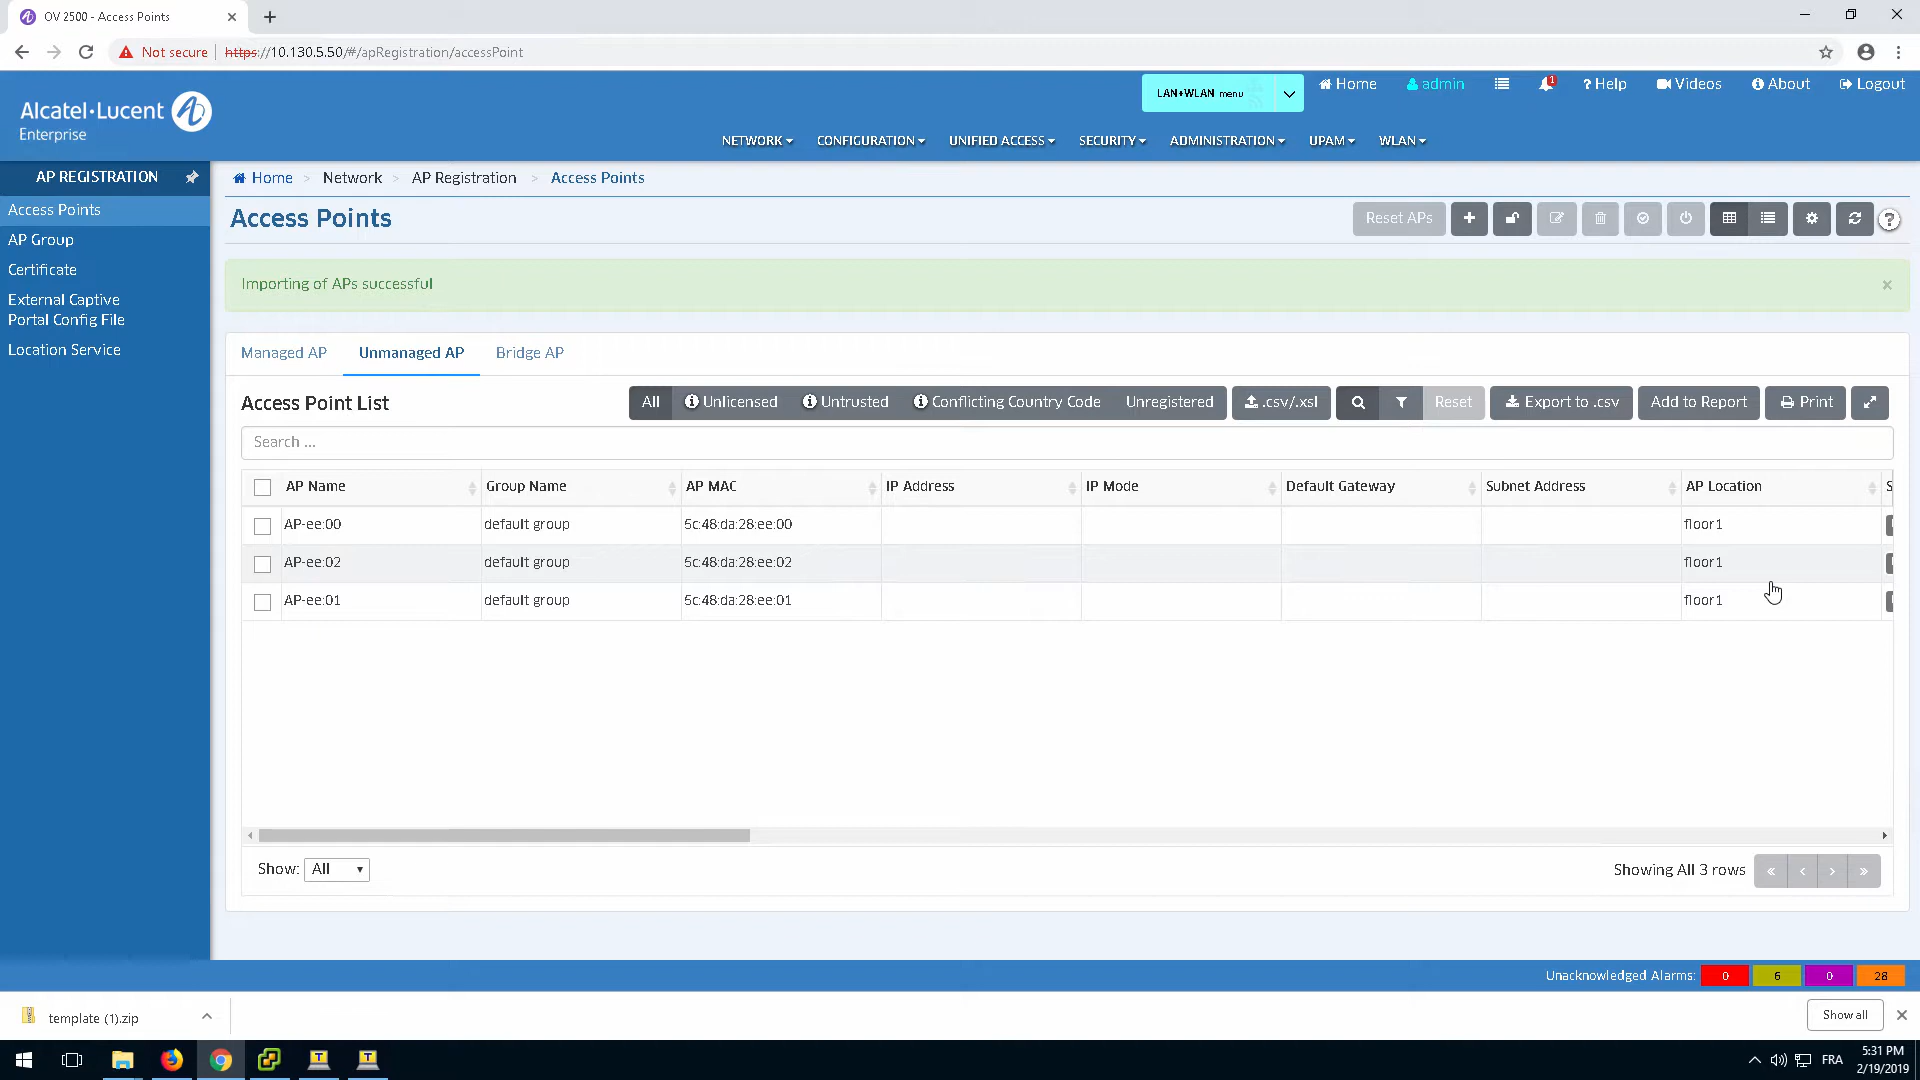 OV 2500 - Access Points
Not secure https://10.130.5.50/#/apRegistration/accessPoint
Alcatel·Lucent
Enterprise
LAN+WLAN menu
Home admin 1 ? Help Videos About Logout
NETWORK CONFIGURATION UNIFIED ACCESS SECURITY ADMINISTRATION UPAM WLAN
AP REGISTRATION
Access Points
AP Group
Certificate
External Captive
Portal Config File
Location Service
Home > Network > AP Registration > Access Points
Access Points
Reset APs
?
Importing of APs successful
×
Managed AP Unmanaged AP Bridge AP
Access Point List
All Unlicensed Untrusted Conflicting Country Code Unregistered .csv/.xsl Reset Export to .csv Add to Report Print
Search ...
AP Name Group Name AP MAC IP Address IP Mode Default Gateway Subnet Address AP Location S
AP-ee:00 default group 5c:48:da:28:ee:00 floor1
AP-ee:02 default group 5c:48:da:28:ee:02 floor1
AP-ee:01 default group 5c:48:da:28:ee:01 floor1
Show: All
Showing All 3 rows « ‹ › »
Unacknowledged Alarms: 0 6 0 28
template (1).zip
Show all
FRA
5:31 PM
2/19/2019